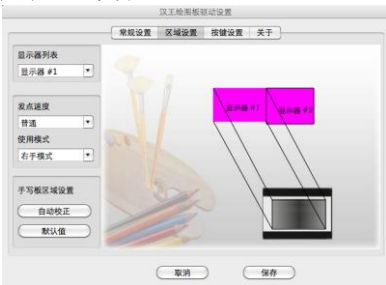 汉王绘图板驱动设置
常规设置 区域设置 按键设置 关于
显示器列表
显示器 #1
显示器 #1 显示器 #2
发点速度
普通
使用模式
右手模式
手写板区域设置
自动校正
默认值
取消 保存